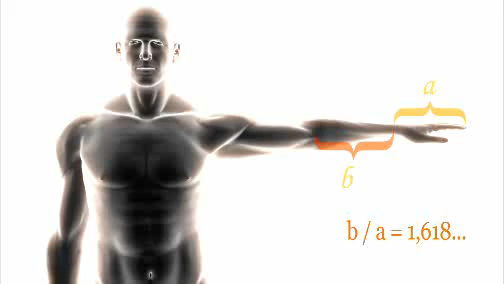 a
b
b / a = 1,618...